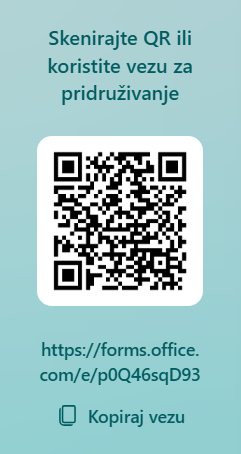 Skenirajte QR ili
koristite vezu za
pridruživanje
https://forms.office.
com/e/p0Q46sqD93
Kopiraj vezu